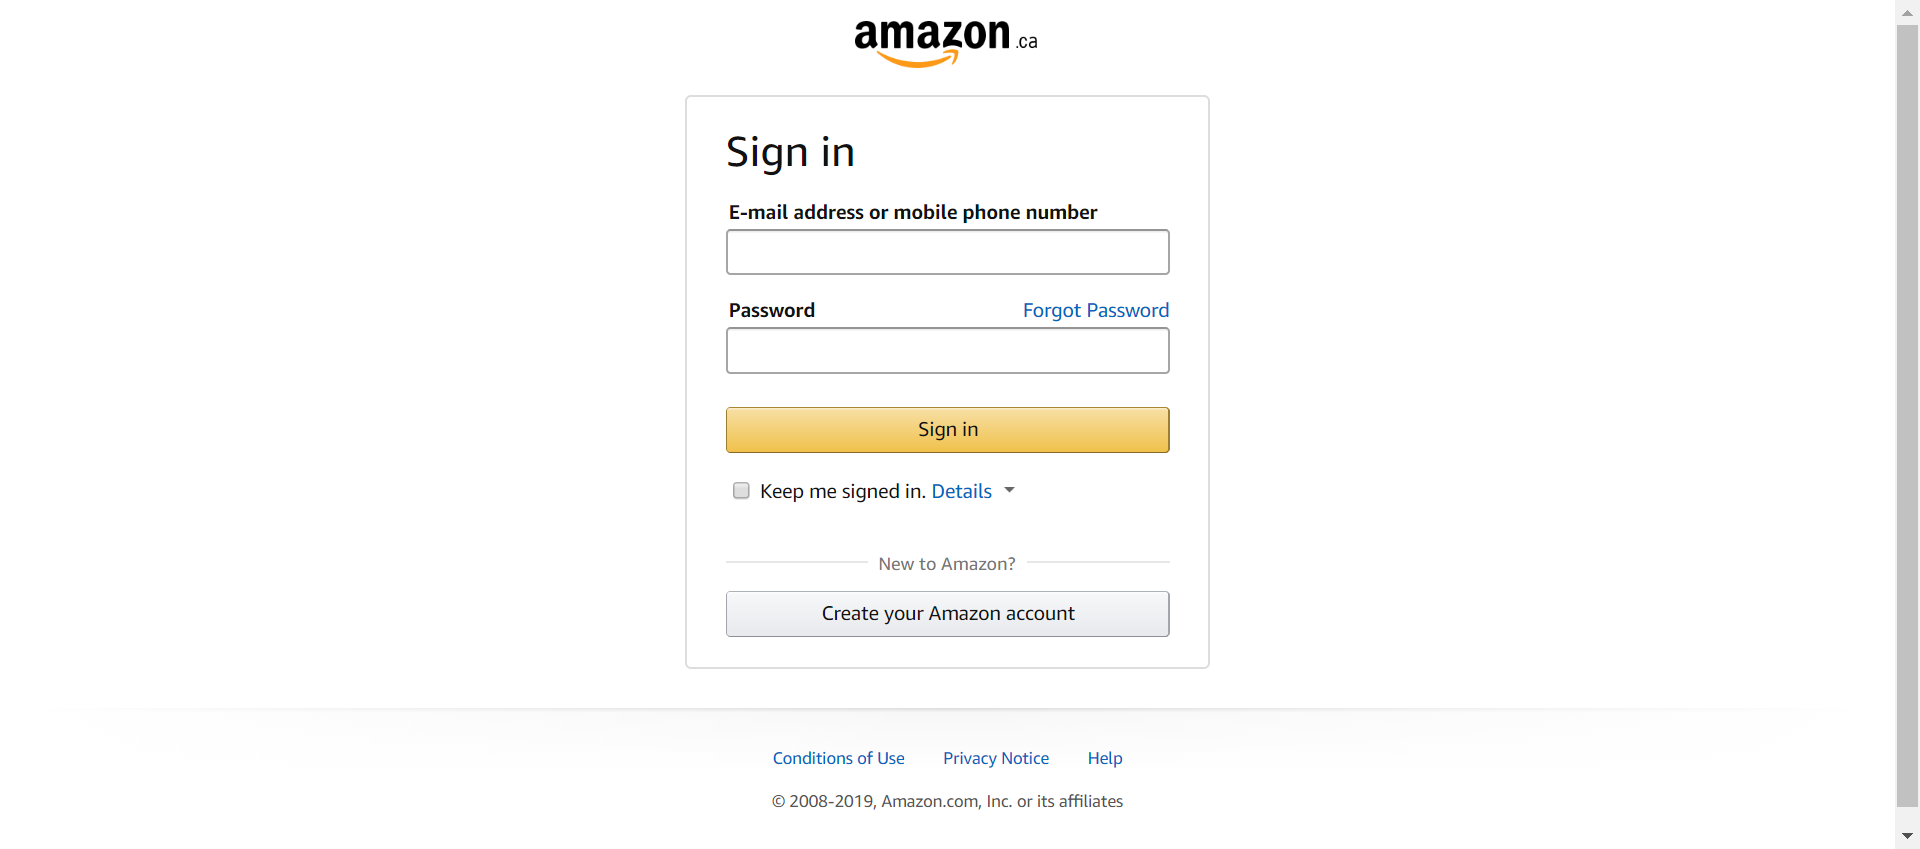 amazon.ca
Sign in
E-mail address or mobile phone number
Password Forgot Password
Sign in
Keep me signed in. Details
New to Amazon?
Create your Amazon account
Conditions of Use Privacy Notice Help
© 2008-2019, Amazon.com, Inc. or its affiliates